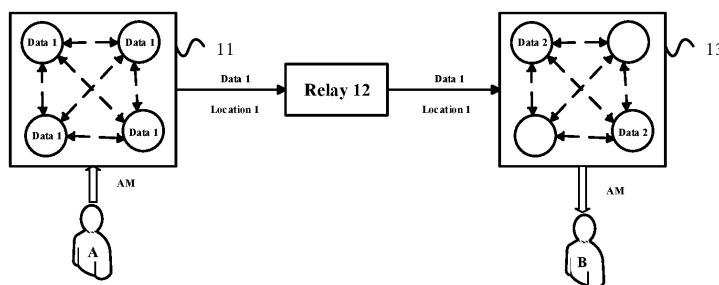 Data 1 Data 1 11
Data 2 13
Data 1 Data 1
Relay 12
Location 1 Location 1
Data 1 Data 1
Data 2
AM AM
A B